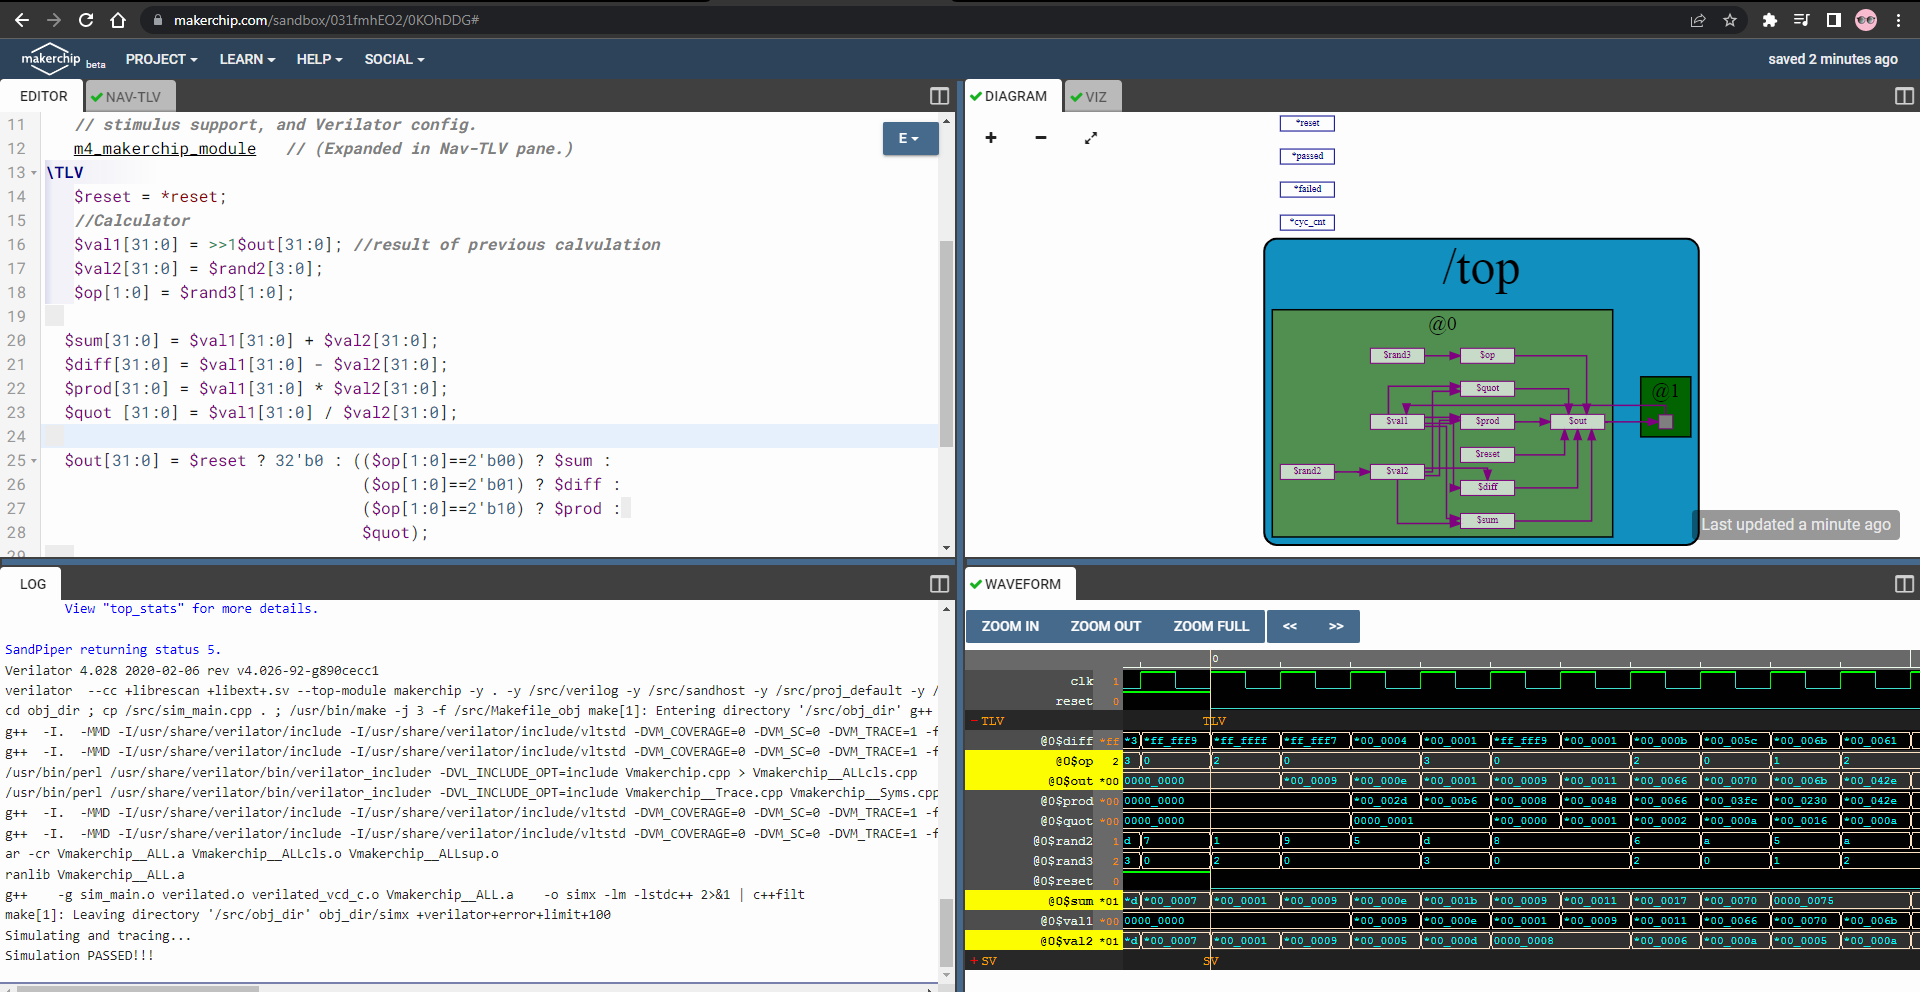 makerchip.com/sandbox/031fmhEO2/0KOhDDG#
makerchip beta PROJECT LEARN HELP SOCIAL saved 2 minutes ago
EDITOR NAV-TLV
11 // stimulus support, and Verilator config.
12 m4_makerchip_module // (Expanded in Nav-TLV pane.)
E
13 \TLV
14 $reset = *reset;
15 //Calculator
16 $val1[31:0] = >>1$out[31:0]; //result of previous calvulation
17 $val2[31:0] = $rand2[3:0];
18 $op[1:0] = $rand3[1:0];
19
20 $sum[31:0] = $val1[31:0] + $val2[31:0];
21 $diff[31:0] = $val1[31:0] - $val2[31:0];
22 $prod[31:0] = $val1[31:0] * $val2[31:0];
23 $quot [31:0] = $val1[31:0] / $val2[31:0];
24
25 $out[31:0] = $reset ? 32'b0 : (($op[1:0]==2'b00) ? $sum :
26 ($op[1:0]==2'b01) ? $diff :
27 ($op[1:0]==2'b10) ? $prod :
28 $quot);
29
DIAGRAM VIZ
*reset
*passed
*failed
*cyc_cnt
/top
@0
@1
$rand3 $op
$quot
$val1 $prod $out
$reset
$rand2 $val2
$diff
$sum
Last updated a minute ago
LOG
View "top_stats" for more details.
SandPiper returning status 5.
Verilator 4.028 2020-02-06 rev v4.026-92-g890cecc1
verilator --cc +librescan +libext+.sv --top-module makerchip -y . -y /src/verilog -y /src/sandhost -y /src/proj_default -y /
cd obj_dir ; cp /src/sim_main.cpp . ; /usr/bin/make -j 3 -f /src/Makefile_obj make[1]: Entering directory '/src/obj_dir' g++
g++ -I. -MMD -I/usr/share/verilator/include -I/usr/share/verilator/include/vltstd -DVM_COVERAGE=0 -DVM_SC=0 -DVM_TRACE=1 -f
g++ -I. -MMD -I/usr/share/verilator/include -I/usr/share/verilator/include/vltstd -DVM_COVERAGE=0 -DVM_SC=0 -DVM_TRACE=1 -f
/usr/bin/perl /usr/share/verilator/bin/verilator_includer -DVL_INCLUDE_OPT=include Vmakerchip.cpp > Vmakerchip__ALLcls.cpp
/usr/bin/perl /usr/share/verilator/bin/verilator_includer -DVL_INCLUDE_OPT=include Vmakerchip__Trace.cpp Vmakerchip__Syms.cpp
g++ -I. -MMD -I/usr/share/verilator/include -I/usr/share/verilator/include/vltstd -DVM_COVERAGE=0 -DVM_SC=0 -DVM_TRACE=1 -f
g++ -I. -MMD -I/usr/share/verilator/include -I/usr/share/verilator/include/vltstd -DVM_COVERAGE=0 -DVM_SC=0 -DVM_TRACE=1 -f
ar -cr Vmakerchip__ALL.a Vmakerchip__ALLcls.o Vmakerchip__ALLsup.o
ranlib Vmakerchip__ALL.a
g++ -g sim_main.o verilated.o verilated_vcd_c.o Vmakerchip__ALL.a -o simx -lm -lstdc++ 2>&1 | c++filt
make[1]: Leaving directory '/src/obj_dir' obj_dir/simx +verilator+error+limit+100
Simulating and tracing...
Simulation PASSED!!!
WAVEFORM
ZOOM IN ZOOM OUT ZOOM FULL << >>
0
clk 1
reset 0
-TLV TLV
@0$diff *ff *3 *ff_fff9 *ff_ffff *ff_fff7 *00_0004 *00_0001 *ff_fff9 *00_0001 *00_000b *00_005c *00_006b *00_0061
@0$op 2 3 0 2 0 3 0 2 0 1 2
@0$out *00 0000_0000 *00_0009 *00_000e *00_0001 *00_0009 *00_0011 *00_0066 *00_0070 *00_006b *00_042e
@0$prod *00 0000_0000 *00_002d *00_00b6 *00_0008 *00_0048 *00_0066 *00_03fc *00_0230 *00_042e
@0$quot *00 0000_0000 0000_0001 *00_0000 *00_0001 *00_0002 *00_000a *00_0016 *00_000a
@0$rand2 1 d 7 1 9 5 d 8 6 a 5 a
@0$rand3 2 3 0 2 0 3 0 2 0 1 2
@0$reset 0
@0$sum *01 *d *00_0007 *00_0001 *00_0009 *00_000e *00_001b *00_0009 *00_0011 *00_0017 *00_0070 0000_0075
@0$val1 *00 0000_0000 *00_0009 *00_000e *00_0001 *00_0009 *00_0011 *00_0066 *00_0070 *00_006b
@0$val2 *01 *d *00_0007 *00_0001 *00_0009 *00_0005 *00_000d 0000_0008 *00_0006 *00_000a *00_0005 *00_000a
+SV SV